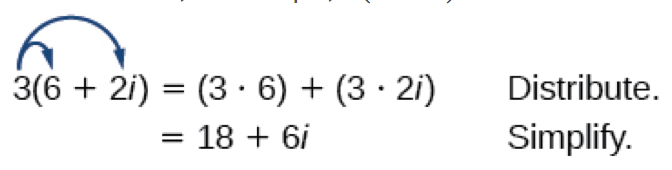 3(6 + 2i) = (3 · 6) + (3 · 2i) Distribute.
= 18 + 6i Simplify.